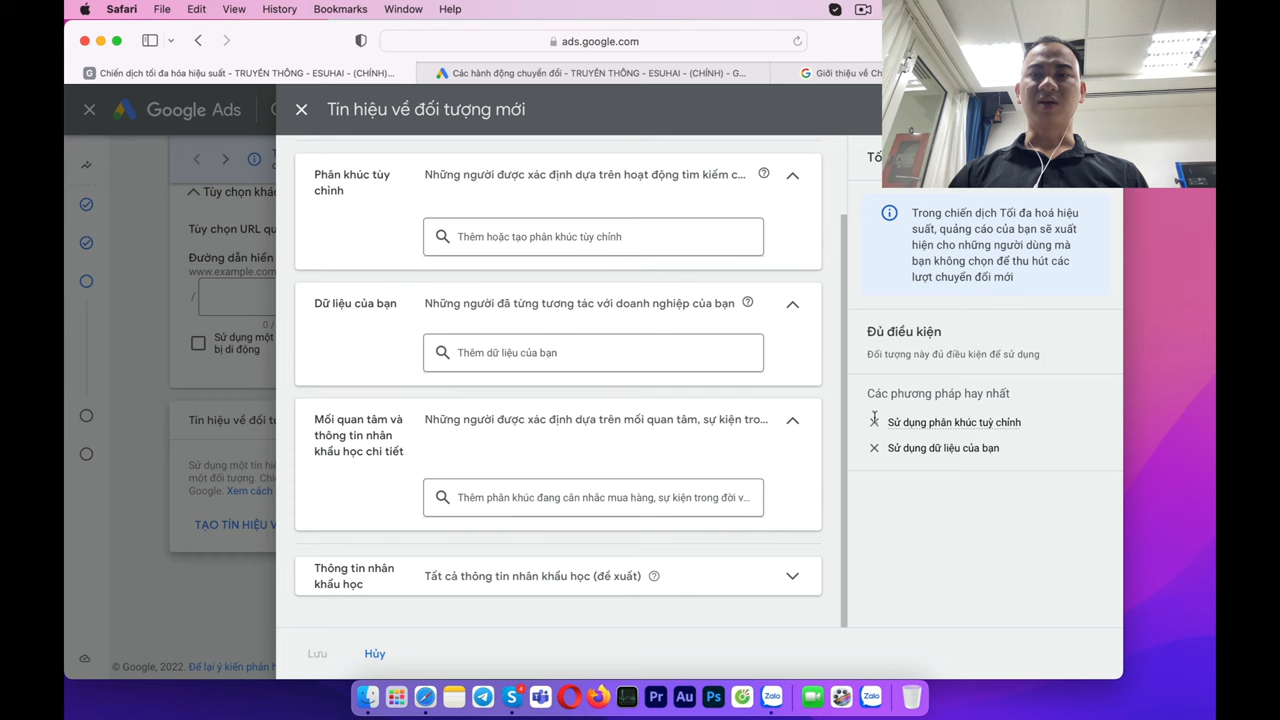 Safari File Edit View History Bookmarks Window Help
ads.google.com
Chiến dịch tối đa hóa hiệu suất - TRUYỀN THÔNG - ESUHAI - (CHÍNH)...
Các hành động chuyển đổi - TRUYỀN THÔNG - ESUHAI - (CHÍNH) - G...
Giới thiệu về Ch
Google Ads
Tín hiệu về đối tượng mới
Tùy chọn khá
Tùy chọn URL qu
Đường dẫn hiển
www.example.com
/
0 /
Sử dụng một
bị di động
Tín hiệu về đối tư
Sử dụng một tín hi
một đối tượng. Chi
Google. Xem cách
TẠO TÍN HIỆU V
© Google, 2022. Để lại ý kiến phản h
Phân khúc tùy
chỉnh
Những người được xác định dựa trên hoạt động tìm kiếm c...
Thêm hoặc tạo phân khúc tùy chỉnh
Dữ liệu của bạn
Những người đã từng tương tác với doanh nghiệp của bạn
Thêm dữ liệu của bạn
Mối quan tâm và
thông tin nhân
khẩu học chi tiết
Những người được xác định dựa trên mối quan tâm, sự kiện tro...
Thêm phân khúc đang cân nhắc mua hàng, sự kiện trong đời v...
Thông tin nhân
khẩu học
Tất cả thông tin nhân khẩu học (đề xuất)
Lưu
Hủy
Tố
Trong chiến dịch Tối đa hoá hiệu
suất, quảng cáo của bạn sẽ xuất
hiện cho những người dùng mà
bạn không chọn để thu hút các
lượt chuyển đổi mới
Đủ điều kiện
Đối tượng này đủ điều kiện để sử dụng
Các phương pháp hay nhất
Sử dụng phân khúc tuỳ chỉnh
Sử dụng dữ liệu của bạn
4
Pr Au Ps
Zalo
Zalo